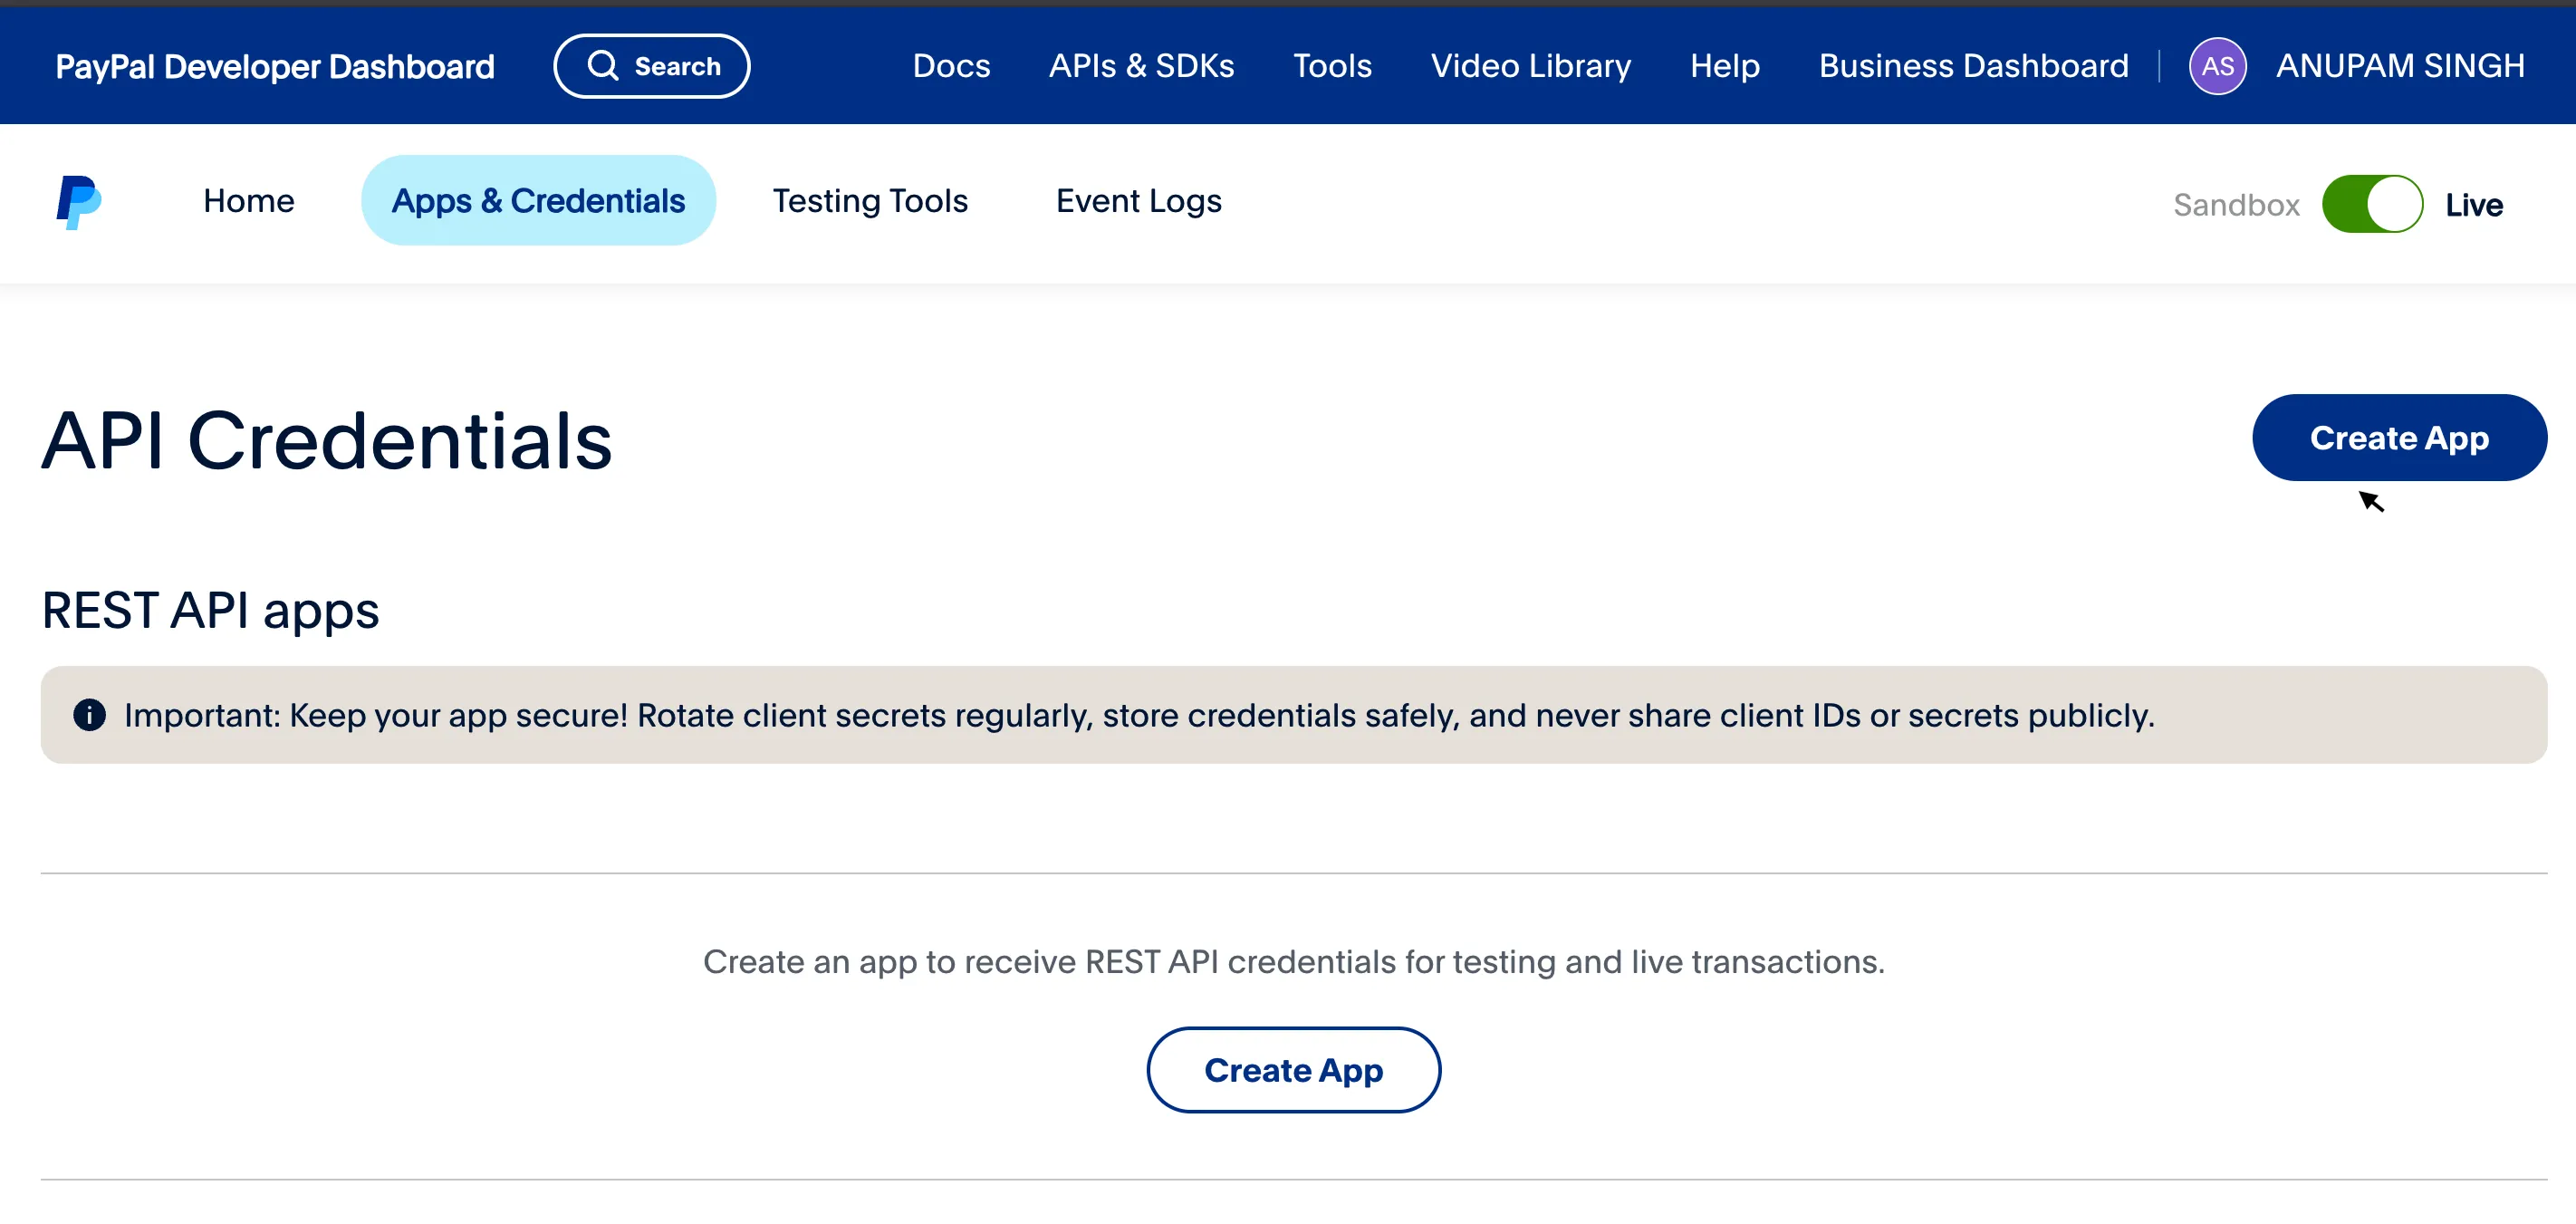 PayPal Developer Dashboard Search Docs APIs & SDKs Tools Video Library Help Business Dashboard AS ANUPAM SINGH
Home Apps & Credentials Testing Tools Event Logs Sandbox Live
API Credentials Create App
REST API apps
Important: Keep your app secure! Rotate client secrets regularly, store credentials safely, and never share client IDs or secrets publicly.
Create an app to receive REST API credentials for testing and live transactions.
Create App